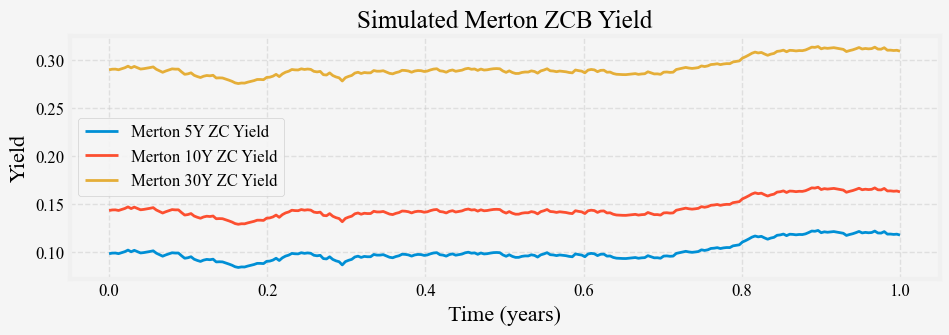 Simulated Merton ZCB Yield
Yield
0.30
0.25
0.20
0.15
0.10
Merton 5Y ZC Yield
Merton 10Y ZC Yield
Merton 30Y ZC Yield
0.0 0.2 0.4 0.6 0.8 1.0
Time (years)